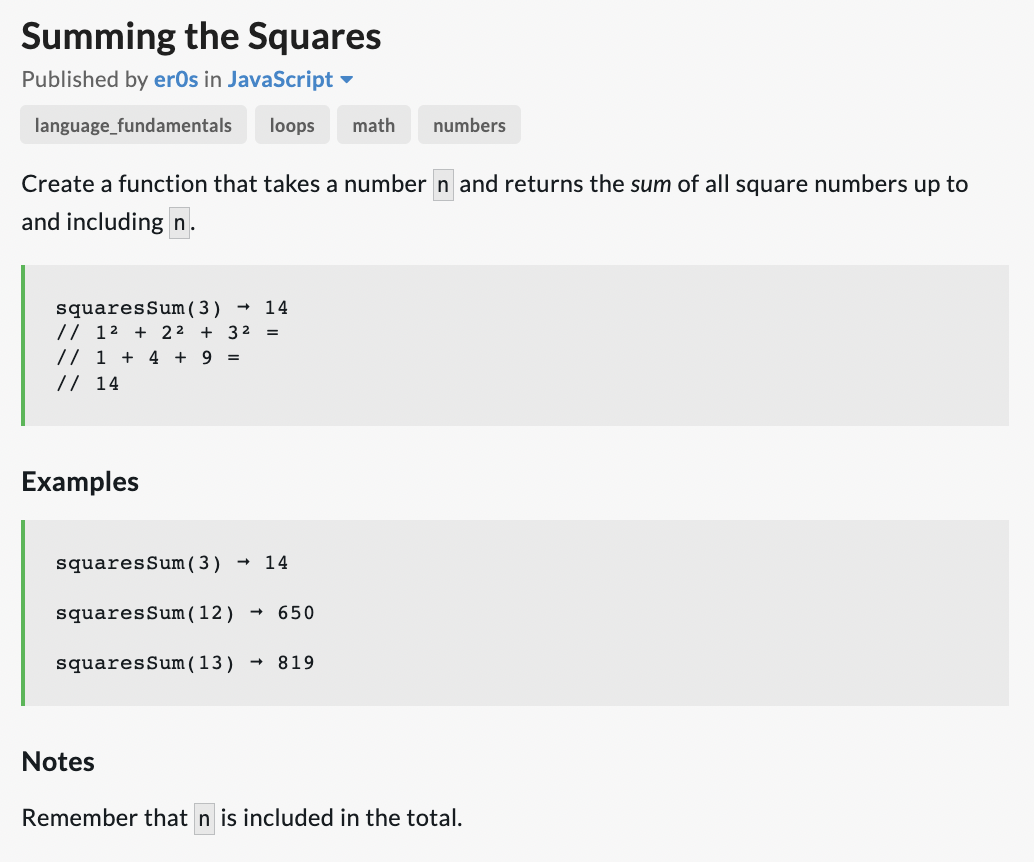 Summing the Squares
Published by er0s in JavaScript
language_fundamentals loops math numbers
Create a function that takes a number n and returns the sum of all square numbers up to
and including n.
squaresSum(3) → 14
// 1² + 2² + 3² =
// 1 + 4 + 9 =
// 14
Examples
squaresSum(3) → 14
squaresSum(12) → 650
squaresSum(13) → 819
Notes
Remember that n is included in the total.